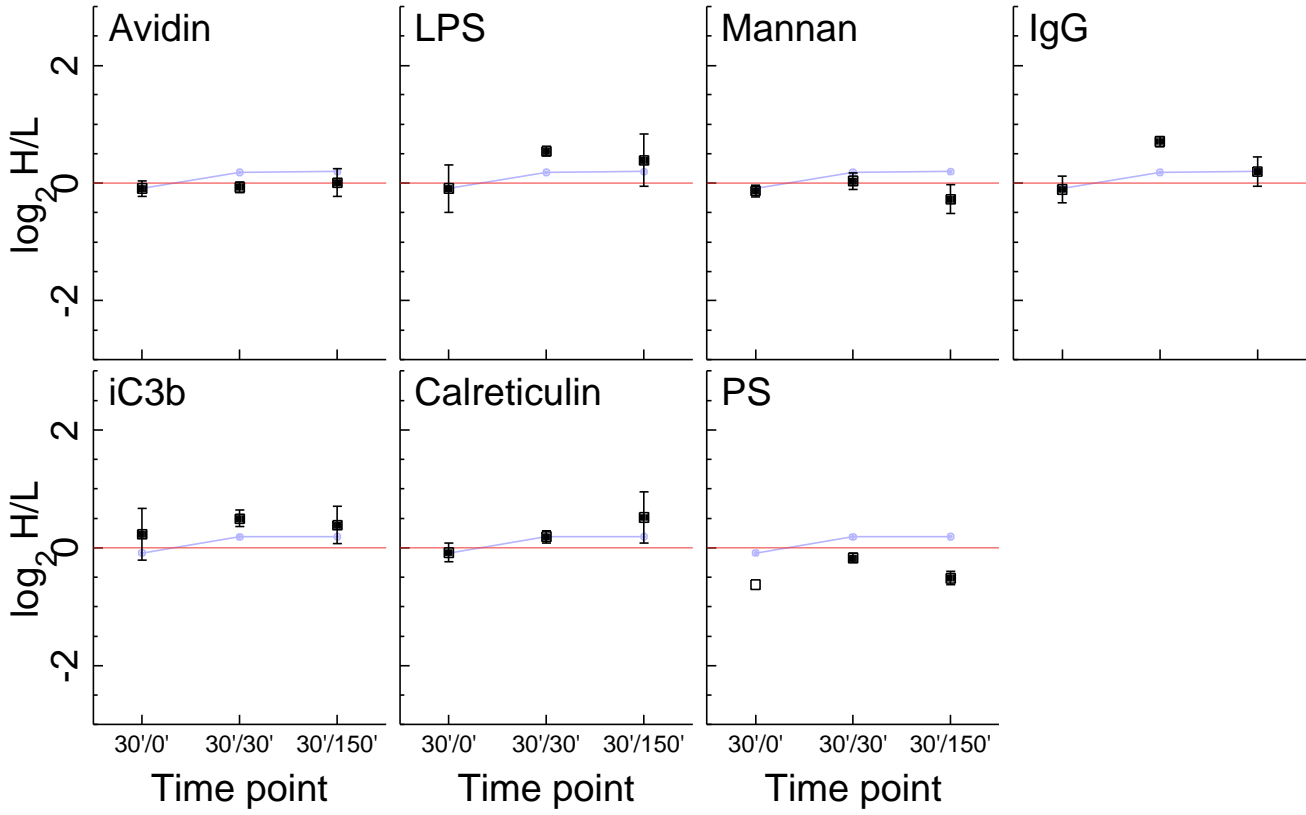 Avidin LPS Mannan IgG
2
0
-2
log2 H/L
iC3b Calreticulin PS
2
0
-2
log2 H/L
30'/0' 30'/30' 30'/150' 30'/0' 30'/30' 30'/150' 30'/0' 30'/30' 30'/150'
Time point Time point Time point